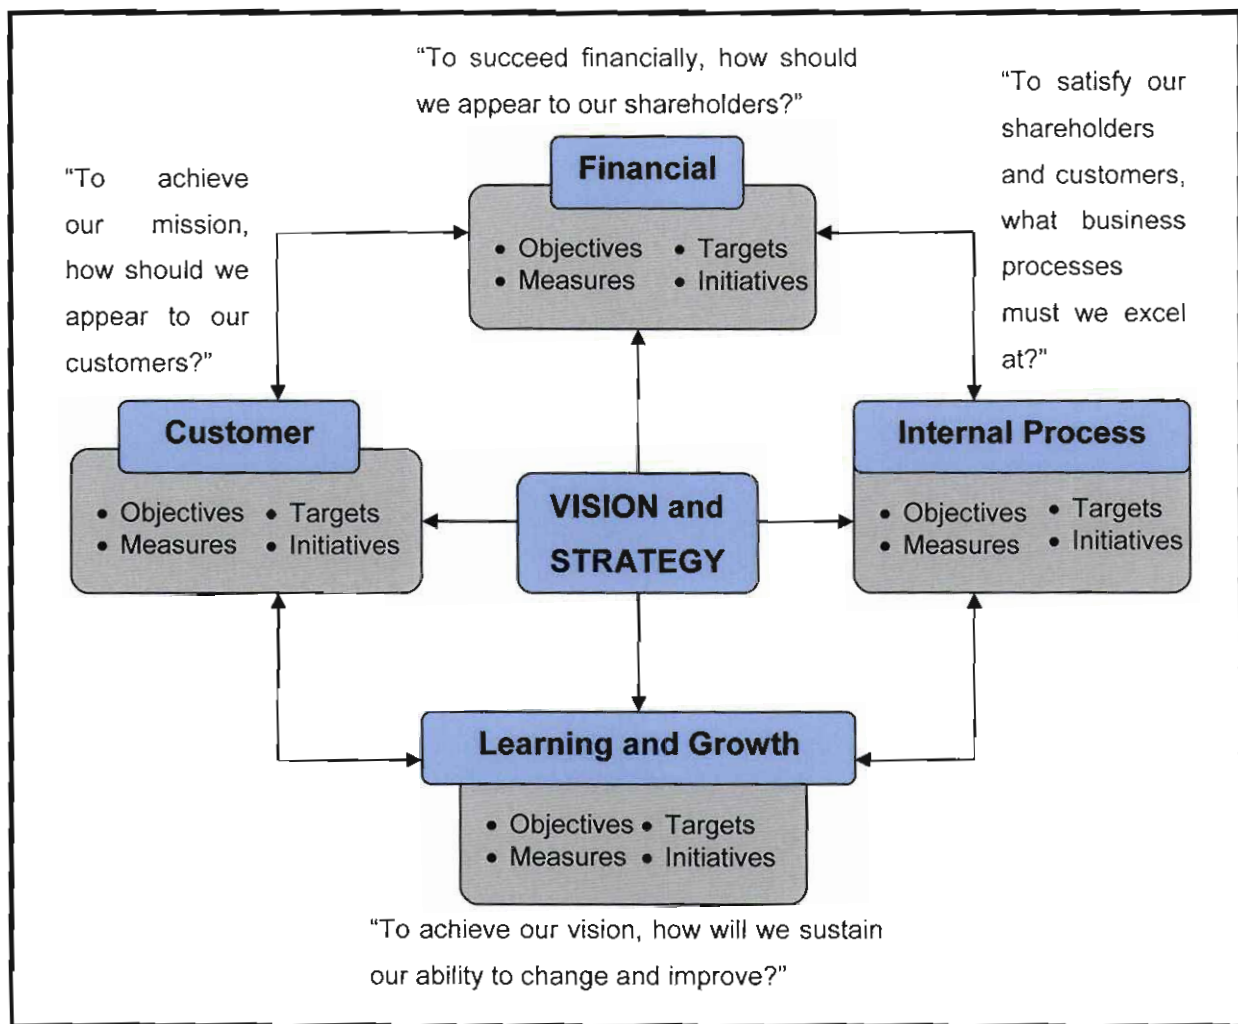 “To succeed financially, how should
we appear to our shareholders?”
“To satisfy our
shareholders
and customers,
what business
processes
must we excel
at?”
“To achieve
our mission,
how should we
appear to our
customers?”
Financial
• Objectives • Targets
• Measures • Initiatives
Customer
• Objectives • Targets
• Measures • Initiatives
VISION and
STRATEGY
Internal Process
• Objectives • Targets
• Measures • Initiatives
Learning and Growth
• Objectives • Targets
• Measures • Initiatives
“To achieve our vision, how will we sustain
our ability to change and improve?”